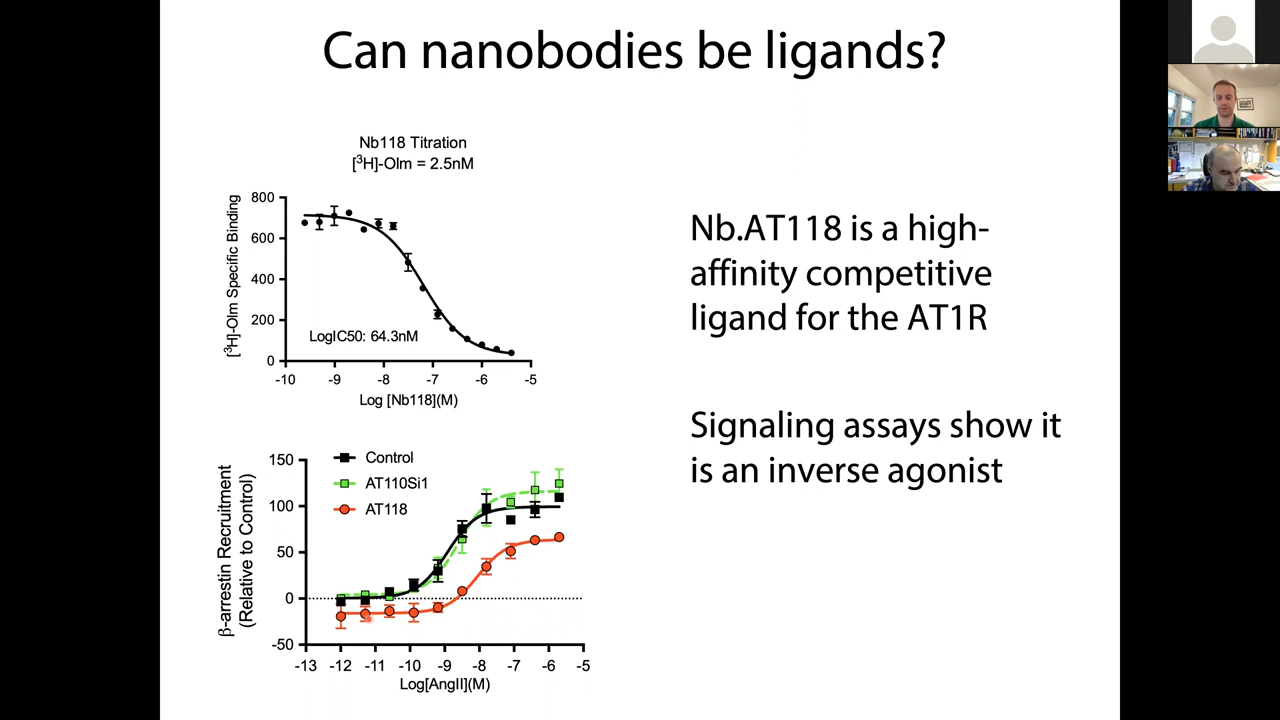 Can nanobodies be ligands?
Nb118 Titration
[³H]-Olm = 2.5nM
[³H]-Olm Specific Binding
800
600
400
200
0
LogIC50: 64.3nM
-10 -9 -8 -7 -6 -5
Log [Nb118](M)
Nb.AT118 is a high-
affinity competitive
ligand for the AT1R
Signaling assays show it
is an inverse agonist
β-arrestin Recruitment
(Relative to Control)
150
100
50
0
-50
Control
AT110Si1
AT118
-13 -12 -11 -10 -9 -8 -7 -6 -5
Log[AngII](M)